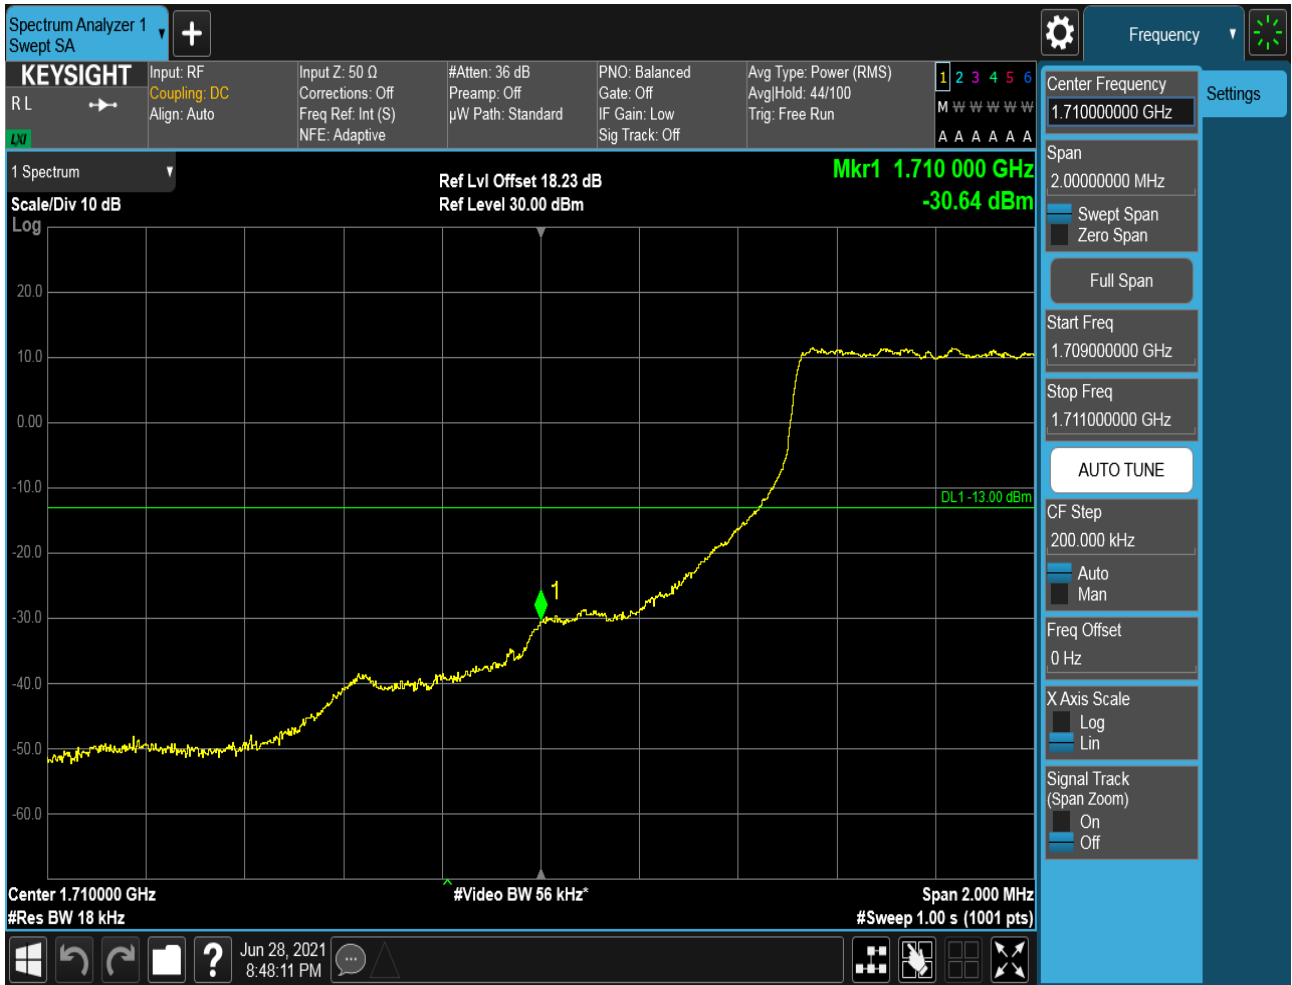 Spectrum Analyzer 1
Swept SA
Frequency
KEYSIGHT
R L
LXI
Input: RF
Coupling: DC
Align: Auto
Input Z: 50 Ω
Corrections: Off
Freq Ref: Int (S)
NFE: Adaptive
#Atten: 36 dB
Preamp: Off
µW Path: Standard
PNO: Balanced
Gate: Off
IF Gain: Low
Sig Track: Off
Avg Type: Power (RMS)
Avg|Hold: 44/100
Trig: Free Run
1 2 3 4 5 6
M W W W W W
A A A A A A
1 Spectrum
Scale/Div 10 dB
Log
Ref Lvl Offset 18.23 dB
Ref Level 30.00 dBm
Mkr1 1.710 000 GHz
-30.64 dBm
20.0
10.0
0.00
-10.0
-20.0
-30.0
-40.0
-50.0
-60.0
DL1 -13.00 dBm
1
Center 1.710000 GHz
#Res BW 18 kHz
#Video BW 56 kHz*
Span 2.000 MHz
#Sweep 1.00 s (1001 pts)
Jun 28, 2021
8:48:11 PM
Center Frequency
1.710000000 GHz
Settings
Span
2.00000000 MHz
Swept Span
Zero Span
Full Span
Start Freq
1.709000000 GHz
Stop Freq
1.711000000 GHz
AUTO TUNE
CF Step
200.000 kHz
Auto
Man
Freq Offset
0 Hz
X Axis Scale
Log
Lin
Signal Track
(Span Zoom)
On
Off